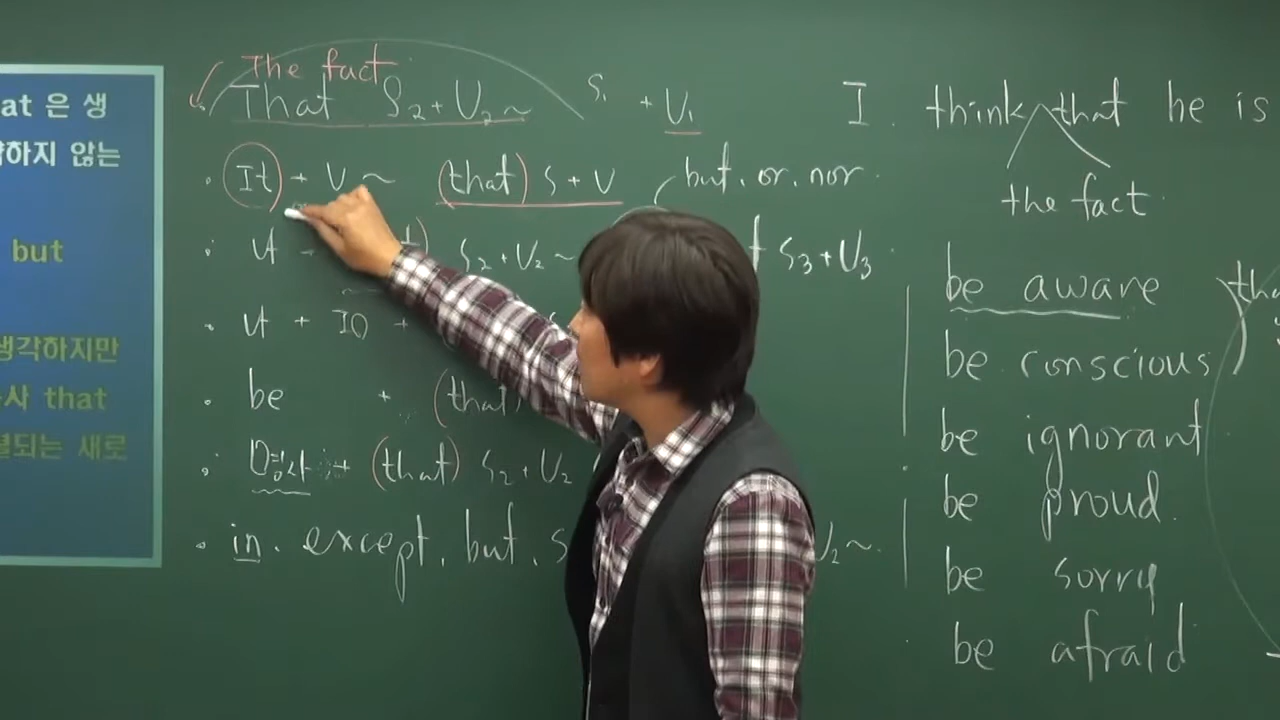 at 은 생
하지 않는
but
생각하지만
사 that
되는 새로
The fact
That S₂+V₂~ S₁ + V₁
It + V ~ (that) S + V but, or, nor
Vt S₂+V₂~ S₃+V₃
Vt + IO +
be + (that)
명사 + (that) S₂+V₂
in, except, but, V₂~
I think that he is
the fact
be aware
be conscious
be ignorant
be proud
be sorry
be afraid